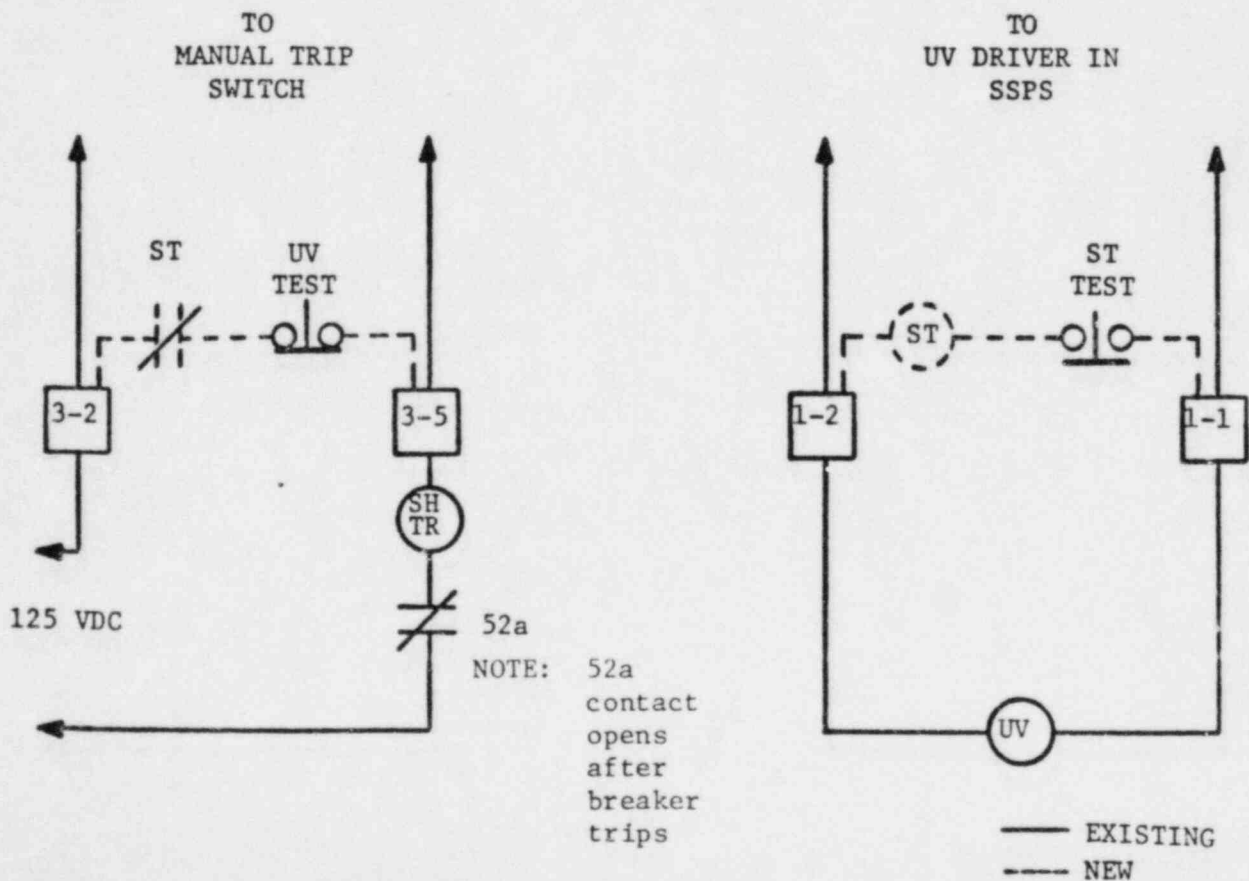 TO
MANUAL TRIP
SWITCH
TO
UV DRIVER IN
SSPS
ST
UV
TEST
ST
ST
TEST
3-2
3-5
1-2
1-1
SH
TR
125 VDC
52a
NOTE: 52a
contact
opens
after
breaker
trips
UV
EXISTING
NEW